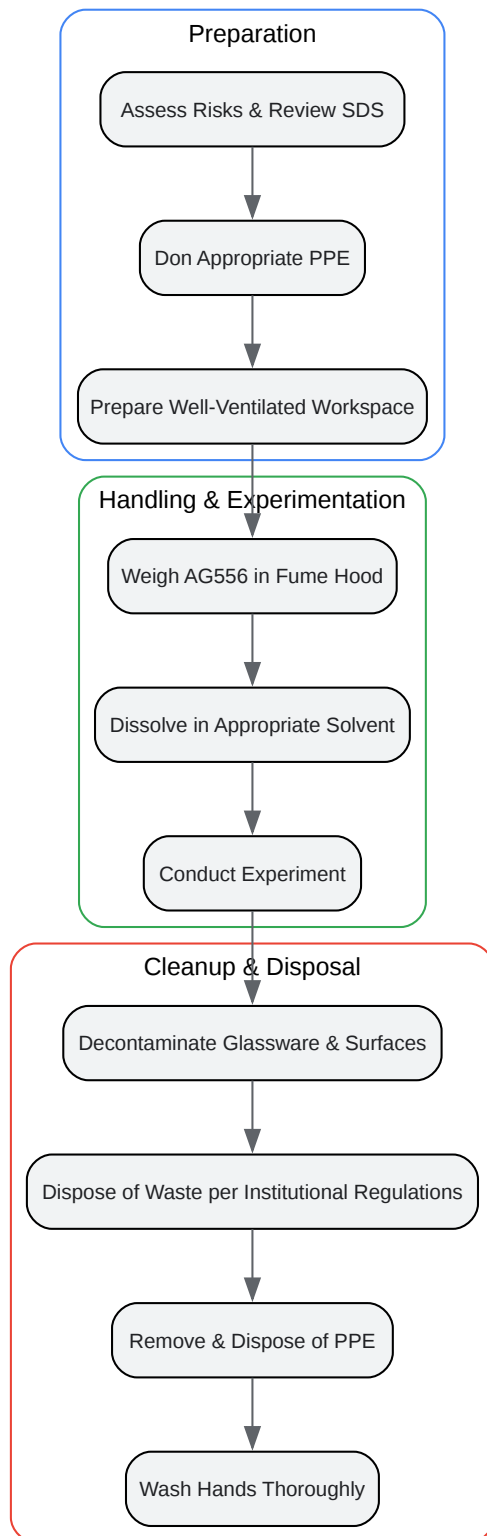 Preparation
Assess Risks & Review SDS
Don Appropriate PPE
Prepare Well-Ventilated Workspace
Handling & Experimentation
Weigh AG556 in Fume Hood
Dissolve in Appropriate Solvent
Conduct Experiment
Cleanup & Disposal
Decontaminate Glassware & Surfaces
Dispose of Waste per Institutional Regulations
Remove & Dispose of PPE
Wash Hands Thoroughly